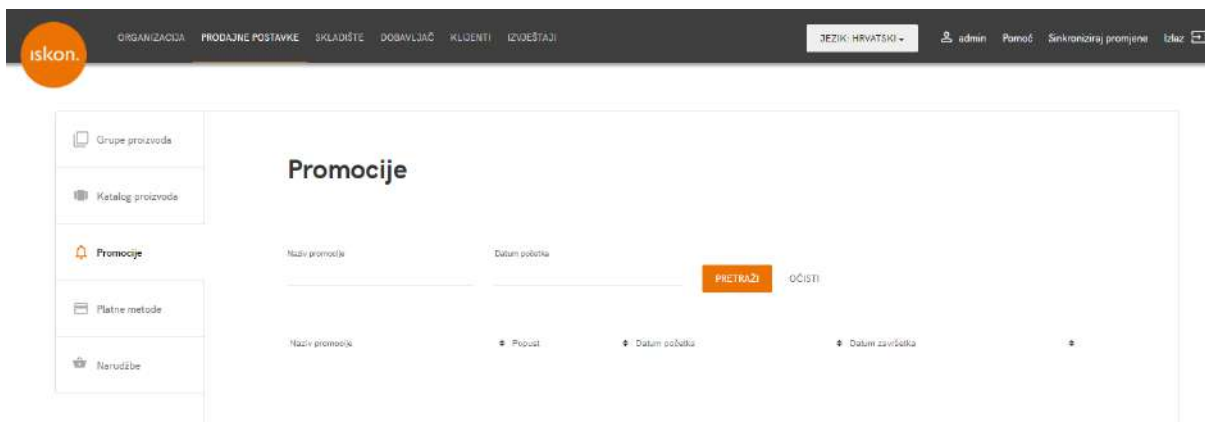 iskon.
ORGANIZACIJA PRODAJNE POSTAVKE SKLADIŠTE DOBAVLJAČ KLIJENTI IZVJEŠTAJI
JEZIK: HRVATSKI admin Pomoć Sinkroniziraj promjene Izlaz
Grupe proizvoda
Katalog proizvoda
Promocije
Platne metode
Narudžbe
Promocije
Naziv promocije Datum početka
PRETRAŽI OČISTI
Naziv promocije Popust Datum početka Datum završetka